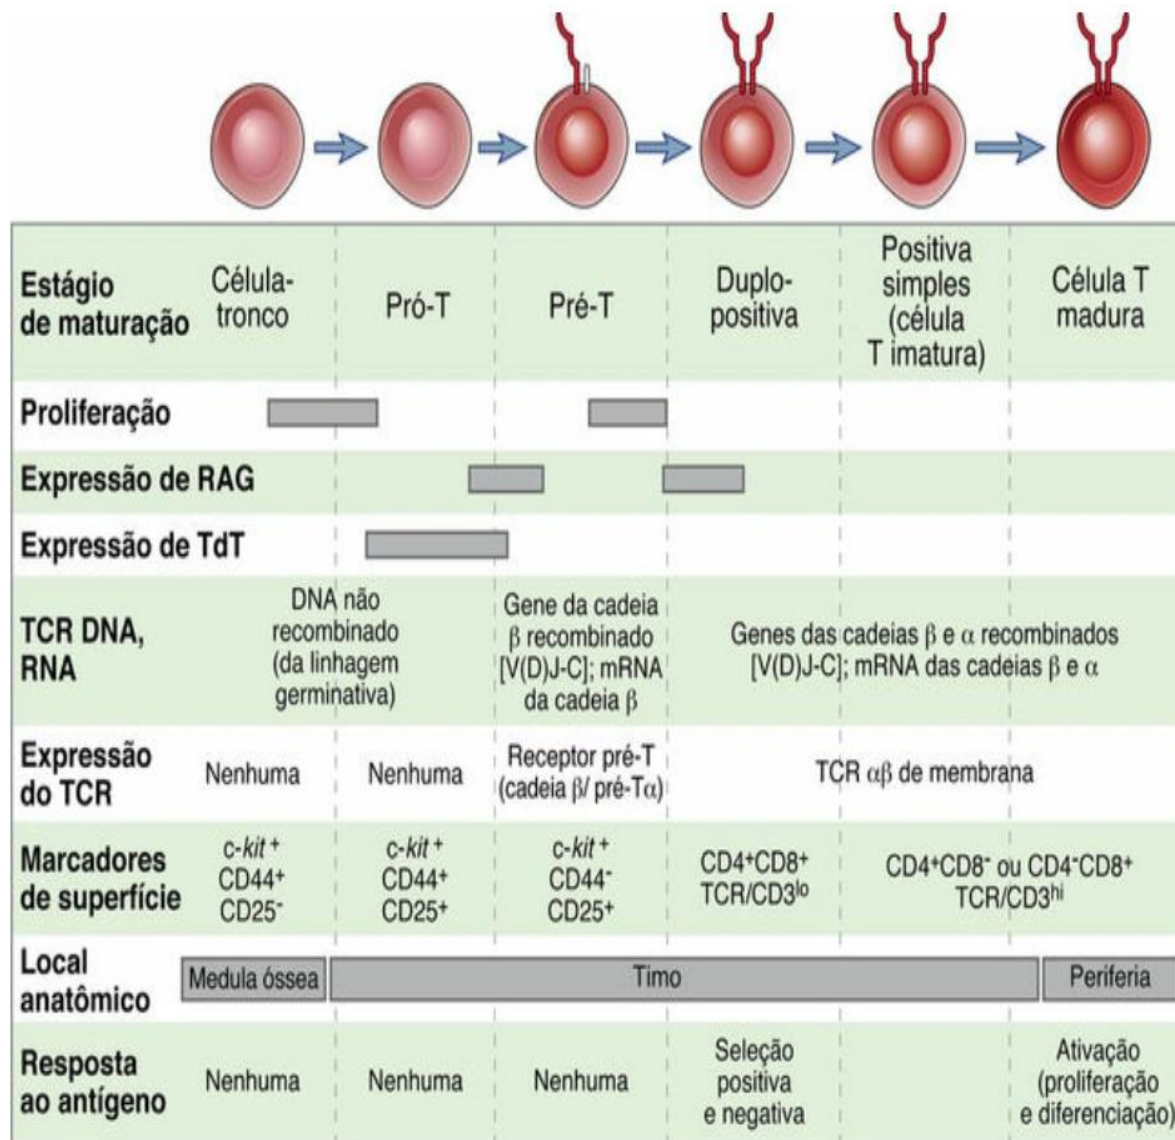 Estágio
de maturação
Célula-
tronco
Pró-T
Pré-T
Duplo-
positiva
Positiva
simples
(célula
T imatura)
Célula T
madura
Proliferação
Expressão de RAG
Expressão de TdT
TCR DNA,
RNA
DNA não
recombinado
(da linhagem
germinativa)
Gene da cadeia
β recombinado
[V(D)J-C]; mRNA
da cadeia β
Genes das cadeias β e α recombinados
[V(D)J-C]; mRNA das cadeias β e α
Expressão
do TCR
Nenhuma
Nenhuma
Receptor pré-T
(cadeia β/ pré-Tα)
TCR αβ de membrana
Marcadores
de superfície
c-kit +
CD44+
CD25-
c-kit +
CD44+
CD25+
c-kit +
CD44-
CD25+
CD4+CD8+
TCR/CD3lo
CD4+CD8- ou CD4-CD8+
TCR/CD3hi
Local
anatômico
Medula óssea
Timo
Periferia
Resposta
ao antígeno
Nenhuma
Nenhuma
Nenhuma
Seleção
positiva
e negativa
Ativação
(proliferação
e diferenciação)